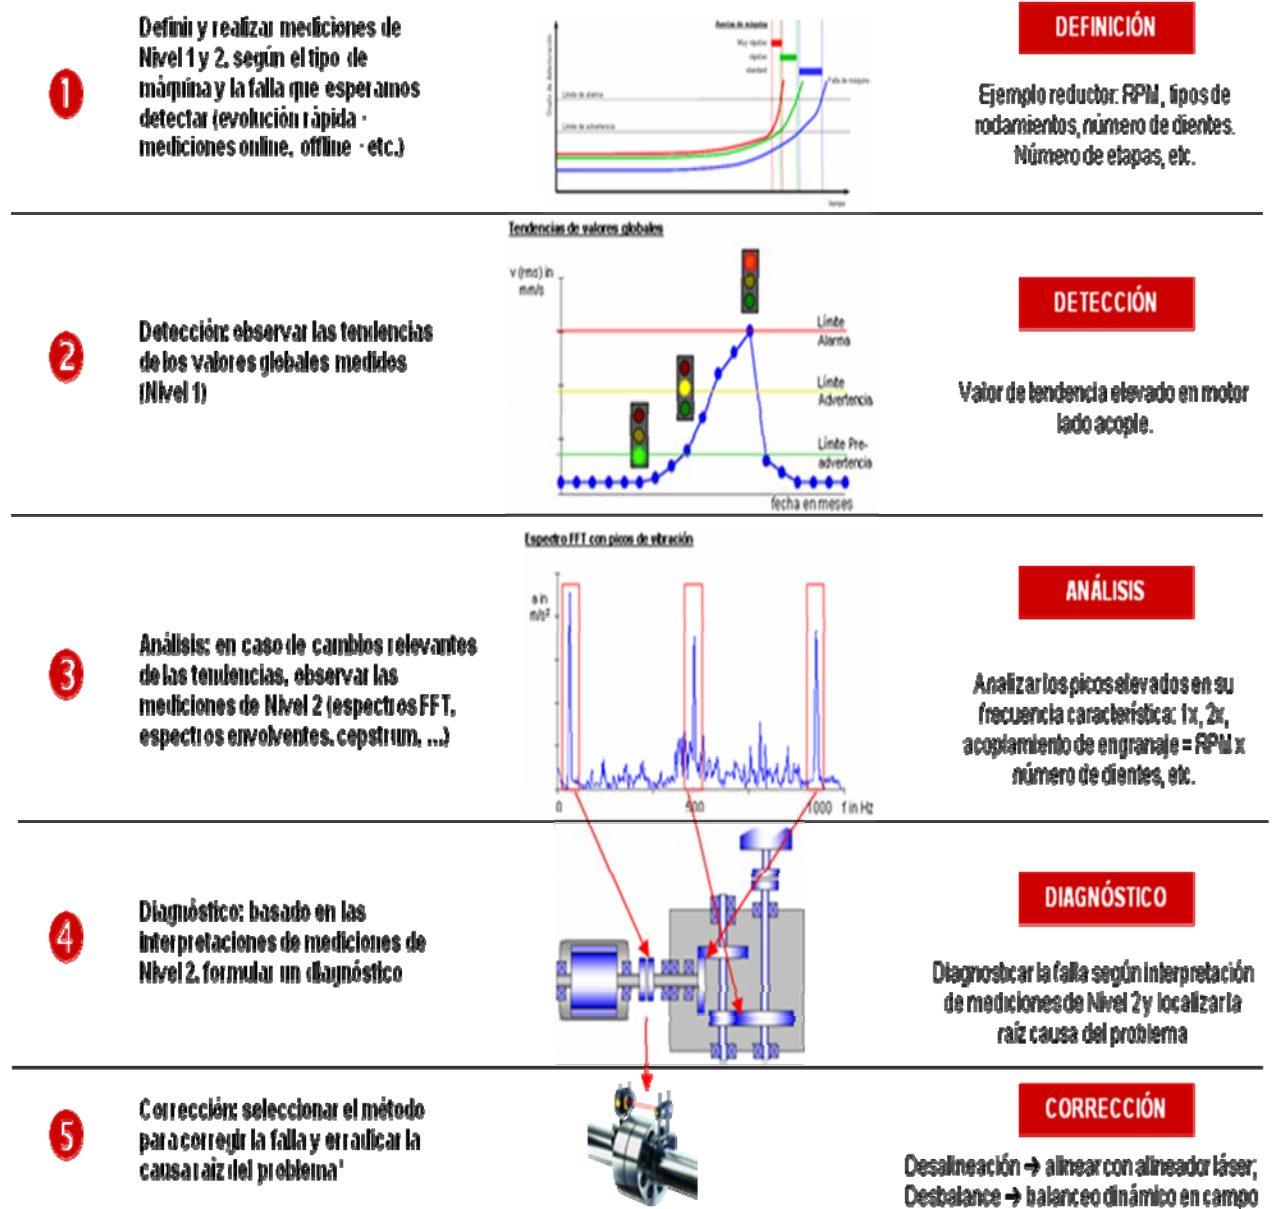 1
Definir y realizar mediciones de
Nivel 1 y 2, según el tipo de
máquina y la falla que esperamos
detectar (evolución rápida -
mediciones online, offline - etc.)
Muy rápidas
rápidas
standard
Falla de máquina
Límite de alarma
Límite de advertencia
tiempo
DEFINICIÓN
Ejemplo reductor: RPM, tipos de
rodamientos, número de dientes.
Número de etapas, etc.
2
Detección: observar las tendencias
de los valores globales medidos
(Nivel 1)
Tendencias de valores globales
v (rms) in
mm/s
Límite
Alarma
Límite
Advertencia
Límite Pre-
advertencia
fecha en meses
DETECCIÓN
Valor de tendencia elevado en motor
lado acople.
3
Análisis: en caso de cambios relevantes
de las tendencias, observar las
mediciones de Nivel 2 (espectros FFT,
espectros envolventes, cepstrum, ...)
Espectro FFT con picos de vibración
a in
m/s²
0 500 1000 f in Hz
ANÁLISIS
Analizar los picos elevados en su
frecuencia característica: 1x, 2x,
acoplamiento de engranaje = RPM x
número de dientes, etc.
4
Diagnóstico: basado en las
interpretaciones de mediciones de
Nivel 2, formular un diagnóstico
DIAGNÓSTICO
Diagnosticar la falla según interpretación
de mediciones de Nivel 2 y localizar la
raíz causa del problema
5
Corrección: seleccionar el método
para corregir la falla y erradicar la
causa raiz del problema"
CORRECCIÓN
Desalineación ➔ alinear con alineador láser;
Desbalance ➔ balanceo dinámico en campo